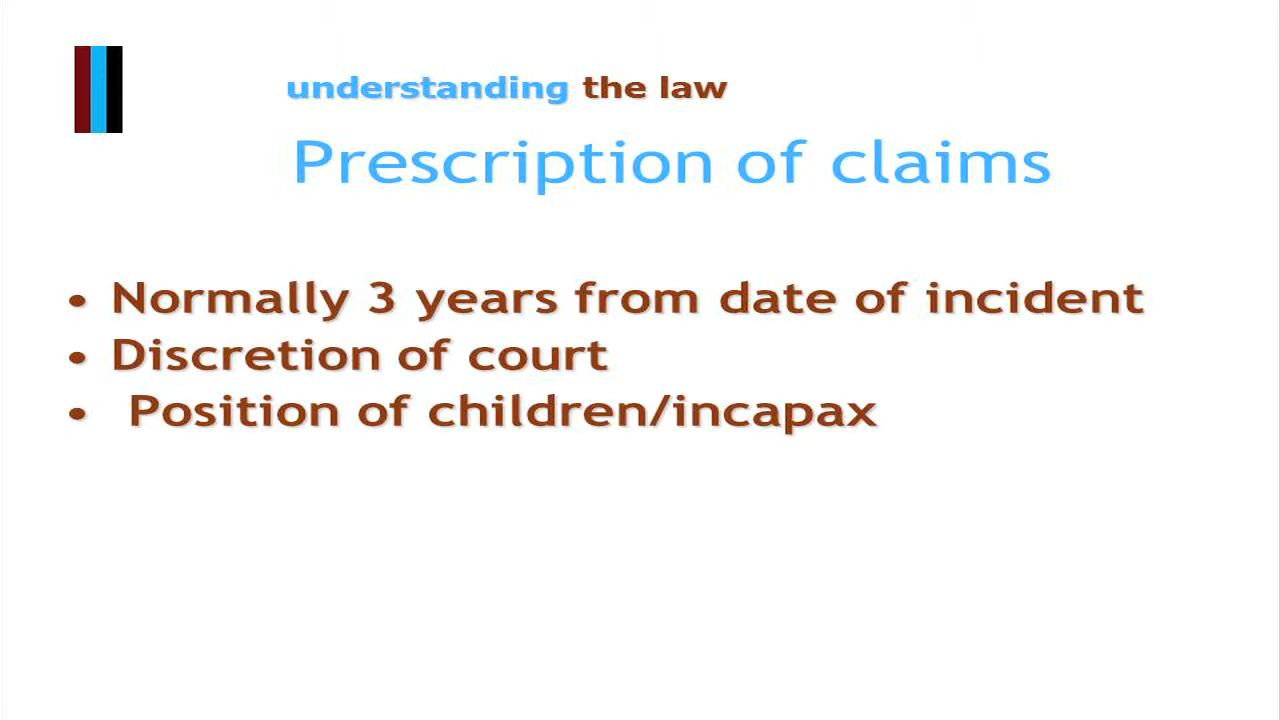 understanding the law
Prescription of claims
• Normally 3 years from date of incident
• Discretion of court
• Position of children/incapax